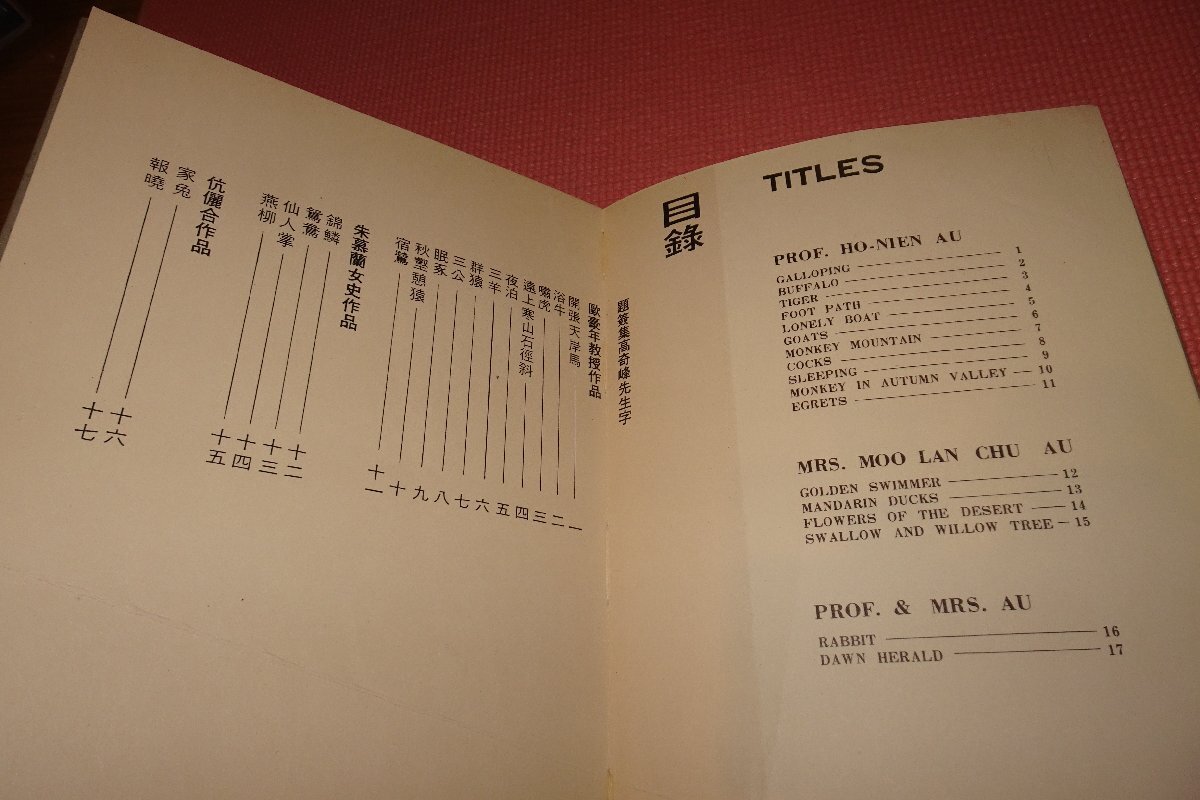 TITLES
目錄
PROF. HO-NIEN AU
GALLOPING 1
BUFFALO 2
TIGER 3
FOOT PATH 4
LONELY BOAT 5
GOATS 6
MONKEY MOUNTAIN 7
COCKS 8
SLEEPING 9
MONKEY IN AUTUMN VALLEY 10
EGRETS 11
MRS. MOO LAN CHU AU
GOLDEN SWIMMER 12
MANDARIN DUCKS 13
FLOWERS OF THE DESERT 14
SWALLOW AND WILLOW TREE 15
PROF. & MRS. AU
RABBIT 16
DAWN HERALD 17
題簽集高奇峰先生字
歐豪年教授作品
開張天岸馬 一
浴牛 二
嘯虎 三
遠上寒山石徑斜 四
夜泊 五
三羊 六
群猿 七
三公 八
眠豕 九
秋壑憩猿 十
宿鷺 十一
朱慕蘭女史作品
錦鱗 十二
鴛鴦 十三
仙人掌 十四
燕柳 十五
伉儷合作品
家兎 十六
報曉 十七